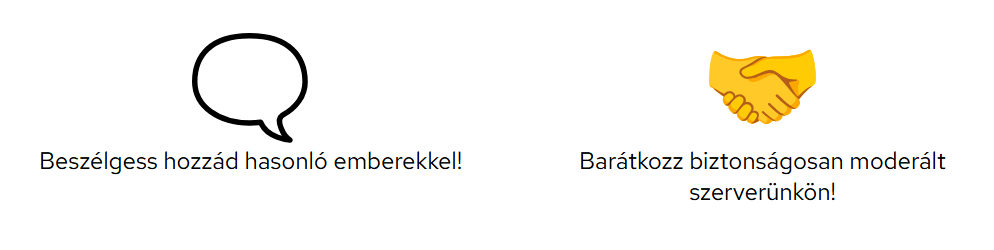 Beszélgess hozzád hasonló emberekkel!
Barátkozz biztonságosan moderált
szerverünkön!